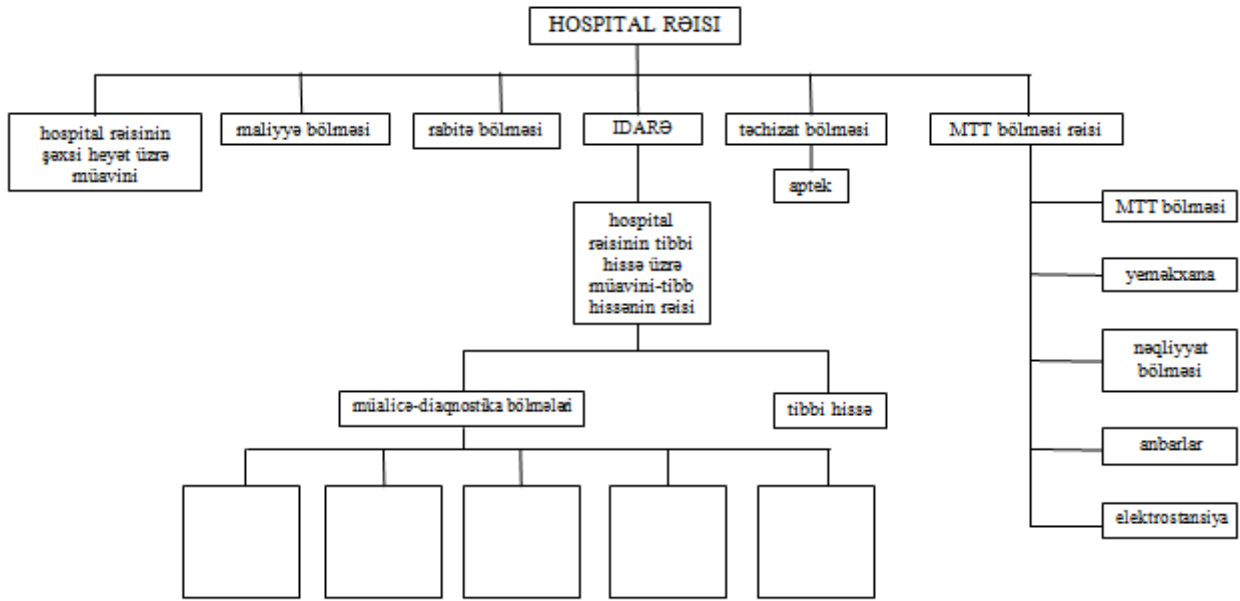 HOSPITAL RƏISI
hospital rəisinin
şəxsi heyət üzrə
müavini
maliyyə bölməsi
rabitə bölməsi
IDARƏ
təchizat bölməsi
MTT bölməsi rəisi
aptek
hospital
rəisinin tibbi
hissə üzrə
müavini-tibb
hissənin rəisi
MTT bölməsi
yeməkxana
nəqliyyat
bölməsi
anbarlar
elektrostansiya
müalicə-diaqnostika bölmələri
tibbi hissə